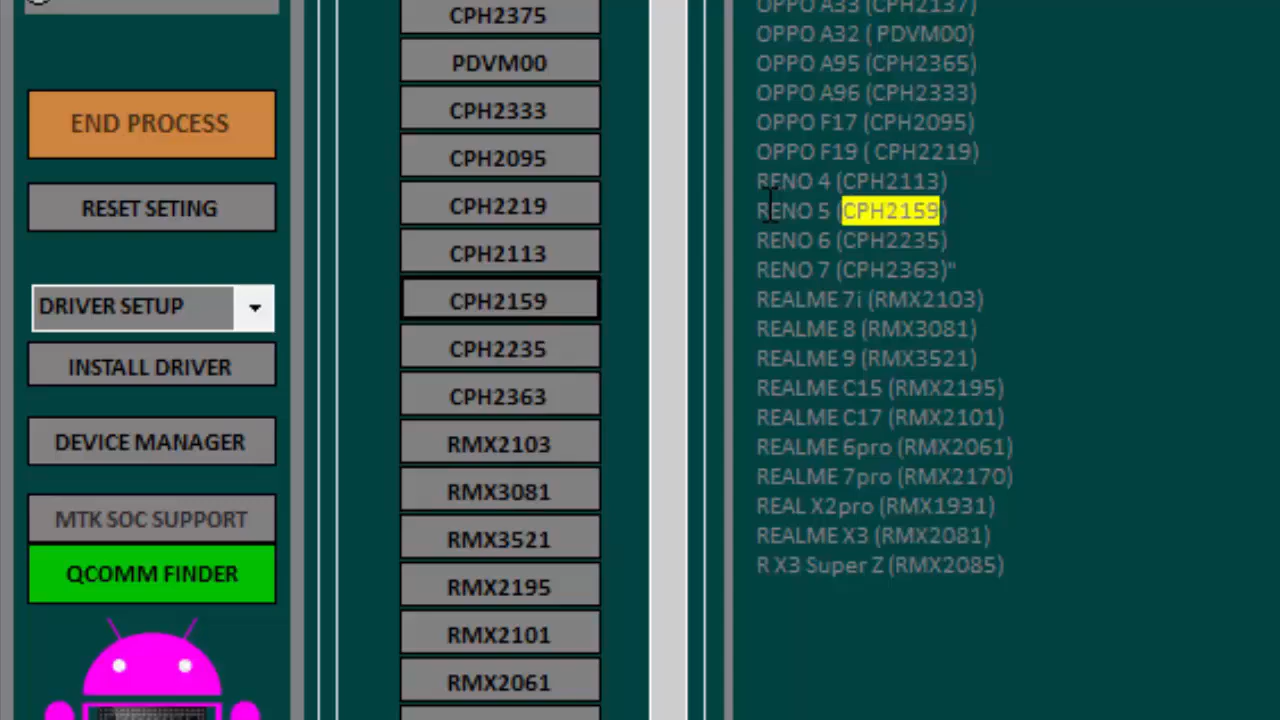 END PROCESS
RESET SETING
DRIVER SETUP
INSTALL DRIVER
DEVICE MANAGER
MTK SOC SUPPORT
QCOMM FINDER
CPH2375
PDVM00
CPH2333
CPH2095
CPH2219
CPH2113
CPH2159
CPH2235
CPH2363
RMX2103
RMX3081
RMX3521
RMX2195
RMX2101
RMX2061
OPPO A33 (CPH2137)
OPPO A32 ( PDVM00)
OPPO A95 (CPH2365)
OPPO A96 (CPH2333)
OPPO F17 (CPH2095)
OPPO F19 ( CPH2219)
RENO 4 (CPH2113)
RENO 5 (CPH2159)
RENO 6 (CPH2235)
RENO 7 (CPH2363)"
REALME 7i (RMX2103)
REALME 8 (RMX3081)
REALME 9 (RMX3521)
REALME C15 (RMX2195)
REALME C17 (RMX2101)
REALME 6pro (RMX2061)
REALME 7pro (RMX2170)
REAL X2pro (RMX1931)
REALME X3 (RMX2081)
R X3 Super Z (RMX2085)